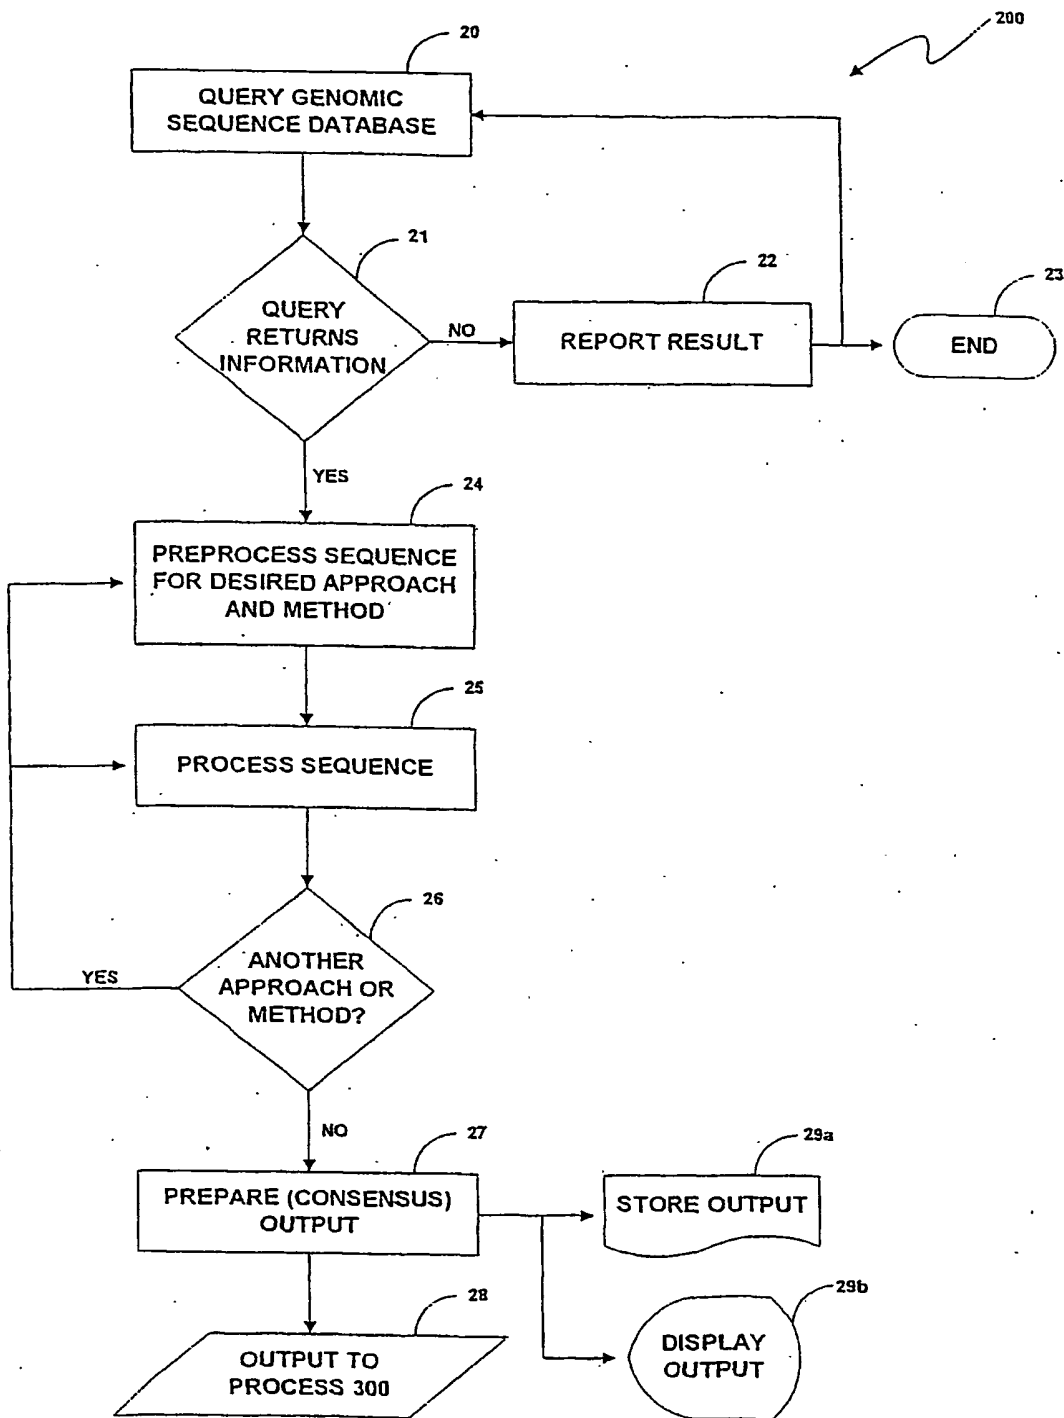 200
20
QUERY GENOMIC
SEQUENCE DATABASE
21
QUERY
RETURNS
INFORMATION
NO
22
REPORT RESULT
23
END
YES
24
PREPROCESS SEQUENCE
FOR DESIRED APPROACH
AND METHOD
25
PROCESS SEQUENCE
26
ANOTHER
APPROACH OR
METHOD?
YES
NO
27
PREPARE (CONSENSUS)
OUTPUT
29a
STORE OUTPUT
28
OUTPUT TO
PROCESS 300
29b
DISPLAY
OUTPUT